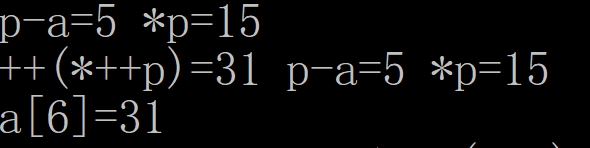 p-a=5 *p=15
++(*++p)=31 p-a=5 *p=15
a[6]=31